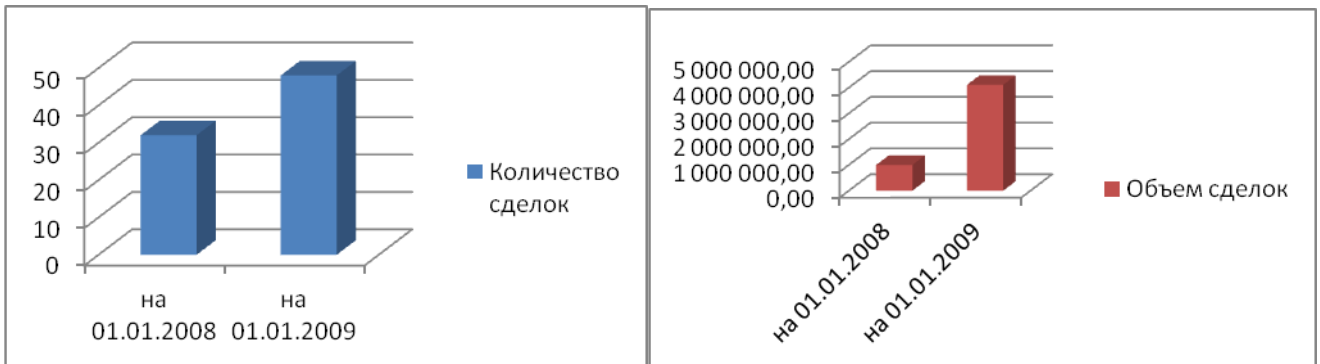 50
40
30
20
10
0
на
01.01.2008
на
01.01.2009
Количество
сделок
5 000 000,00
4 000 000,00
3 000 000,00
2 000 000,00
1 000 000,00
0,00
на 01.01.2008
на 01.01.2009
Объем сделок